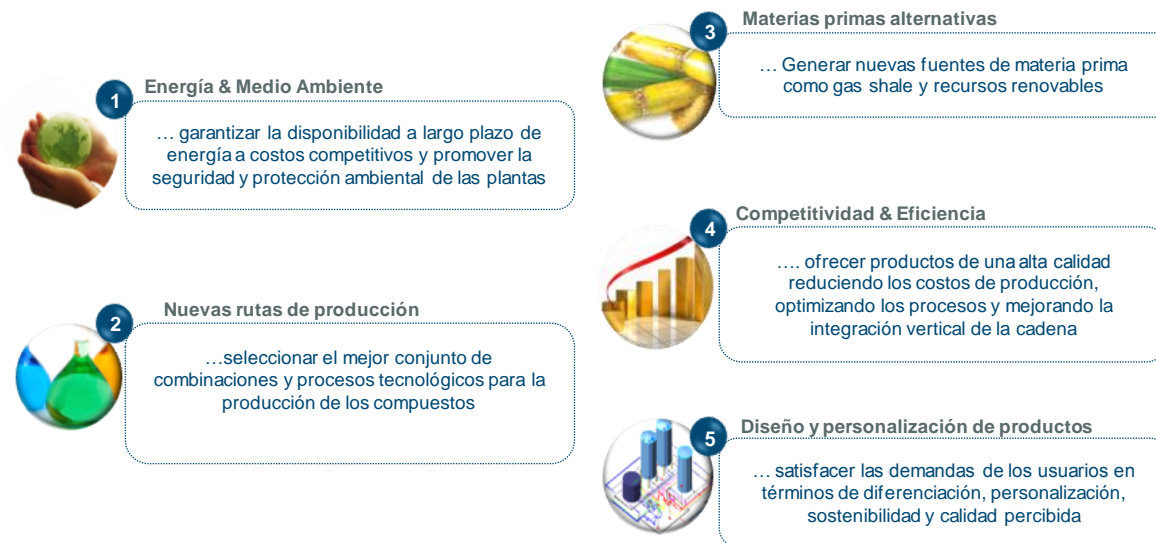 1
Energía & Medio Ambiente
… garantizar la disponibilidad a largo plazo de
energía a costos competitivos y promover la
seguridad y protección ambiental de las plantas
2
Nuevas rutas de producción
…seleccionar el mejor conjunto de
combinaciones y procesos tecnológicos para la
producción de los compuestos
3
Materias primas alternativas
… Generar nuevas fuentes de materia prima
como gas shale y recursos renovables
4
Competitividad & Eficiencia
…. ofrecer productos de una alta calidad
reduciendo los costos de producción,
optimizando los procesos y mejorando la
integración vertical de la cadena
5
Diseño y personalización de productos
… satisfacer las demandas de los usuarios en
términos de diferenciación, personalización,
sostenibilidad y calidad percibida